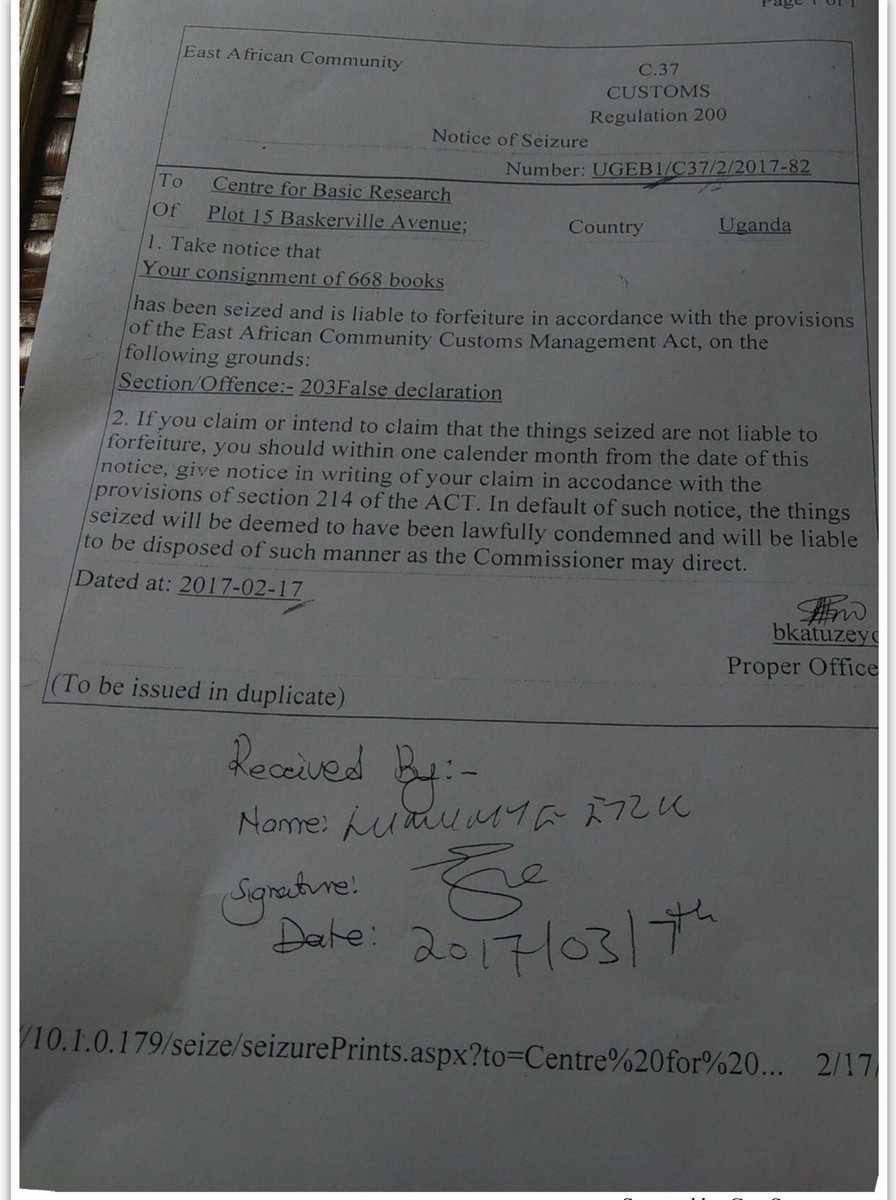 Page 1 of 1
East African Community
C.37
CUSTOMS
Regulation 200
Notice of Seizure
Number: UGEB1/C37/2/2017-82
To Centre for Basic Research
Of Plot 15 Baskerville Avenue; Country Uganda
1. Take notice that
Your consignment of 668 books
has been seized and is liable to forfeiture in accordance with the provisions
of the East African Community Customs Management Act, on the
following grounds:
Section/Offence:- 203False declaration
2. If you claim or intend to claim that the things seized are not liable to
forfeiture, you should within one calender month from the date of this
notice, give notice in writing of your claim in accodance with the
provisions of section 214 of the ACT. In default of such notice, the things
seized will be deemed to have been lawfully condemned and will be liable
to be disposed of such manner as the Commissioner may direct.
Dated at: 2017-02-17
bkatuzeyo
Proper Office
(To be issued in duplicate)
Received By:-
Name:
Signature:
Date: 2017/03/7th
/10.1.0.179/seize/seizurePrints.aspx?to=Centre%20for%20... 2/17/